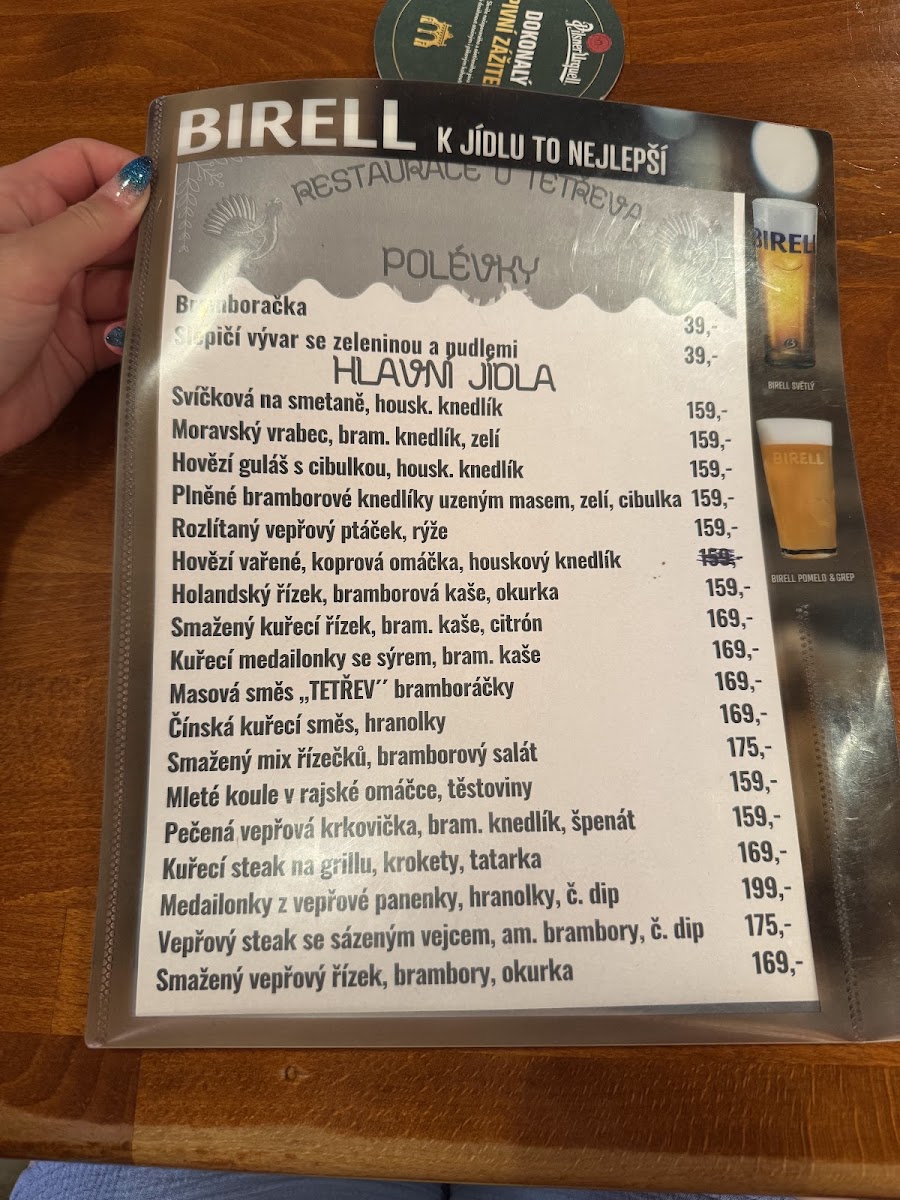 Pilsner Urquell
DOKONALÝ
PIVNÍ ZÁŽITE
BIRELL K JÍDLU TO NEJLEPŠÍ
RESTAURACE U TETŘEVA
POLÉVKY
Bramboračka 39,-
Slepičí vývar se zeleninou a nudlemi 39,-
HLAVNÍ JÍDLA
Svíčková na smetaně, housk. knedlík 159,-
Moravský vrabec, bram. knedlík, zelí 159,-
Hovězí guláš s cibulkou, housk. knedlík 159,-
Plněné bramborové knedlíky uzeným masem, zelí, cibulka 159,-
Rozlítaný vepřový ptáček, rýže 159,-
Hovězí vařené, koprová omáčka, houskový knedlík 159,-
Holandský řízek, bramborová kaše, okurka 159,-
Smažený kuřecí řízek, bram. kaše, citrón 169,-
Kuřecí medailonky se sýrem, bram. kaše 169,-
Masová směs „TETŘEV´´ bramboráčky 169,-
Čínská kuřecí směs, hranolky 169,-
Smažený mix řízečků, bramborový salát 175,-
Mleté koule v rajské omáčce, těstoviny 159,-
Pečená vepřová krkovička, bram. knedlík, špenát 159,-
Kuřecí steak na grillu, krokety, tatarka 169,-
Medailonky z vepřové panenky, hranolky, č. dip 199,-
Vepřový steak se sázeným vejcem, am. brambory, č. dip 175,-
Smažený vepřový řízek, brambory, okurka 169,-
BIRELL
BIRELL SVĚTLÝ
BIRELL
BIRELL POMELO & GREP